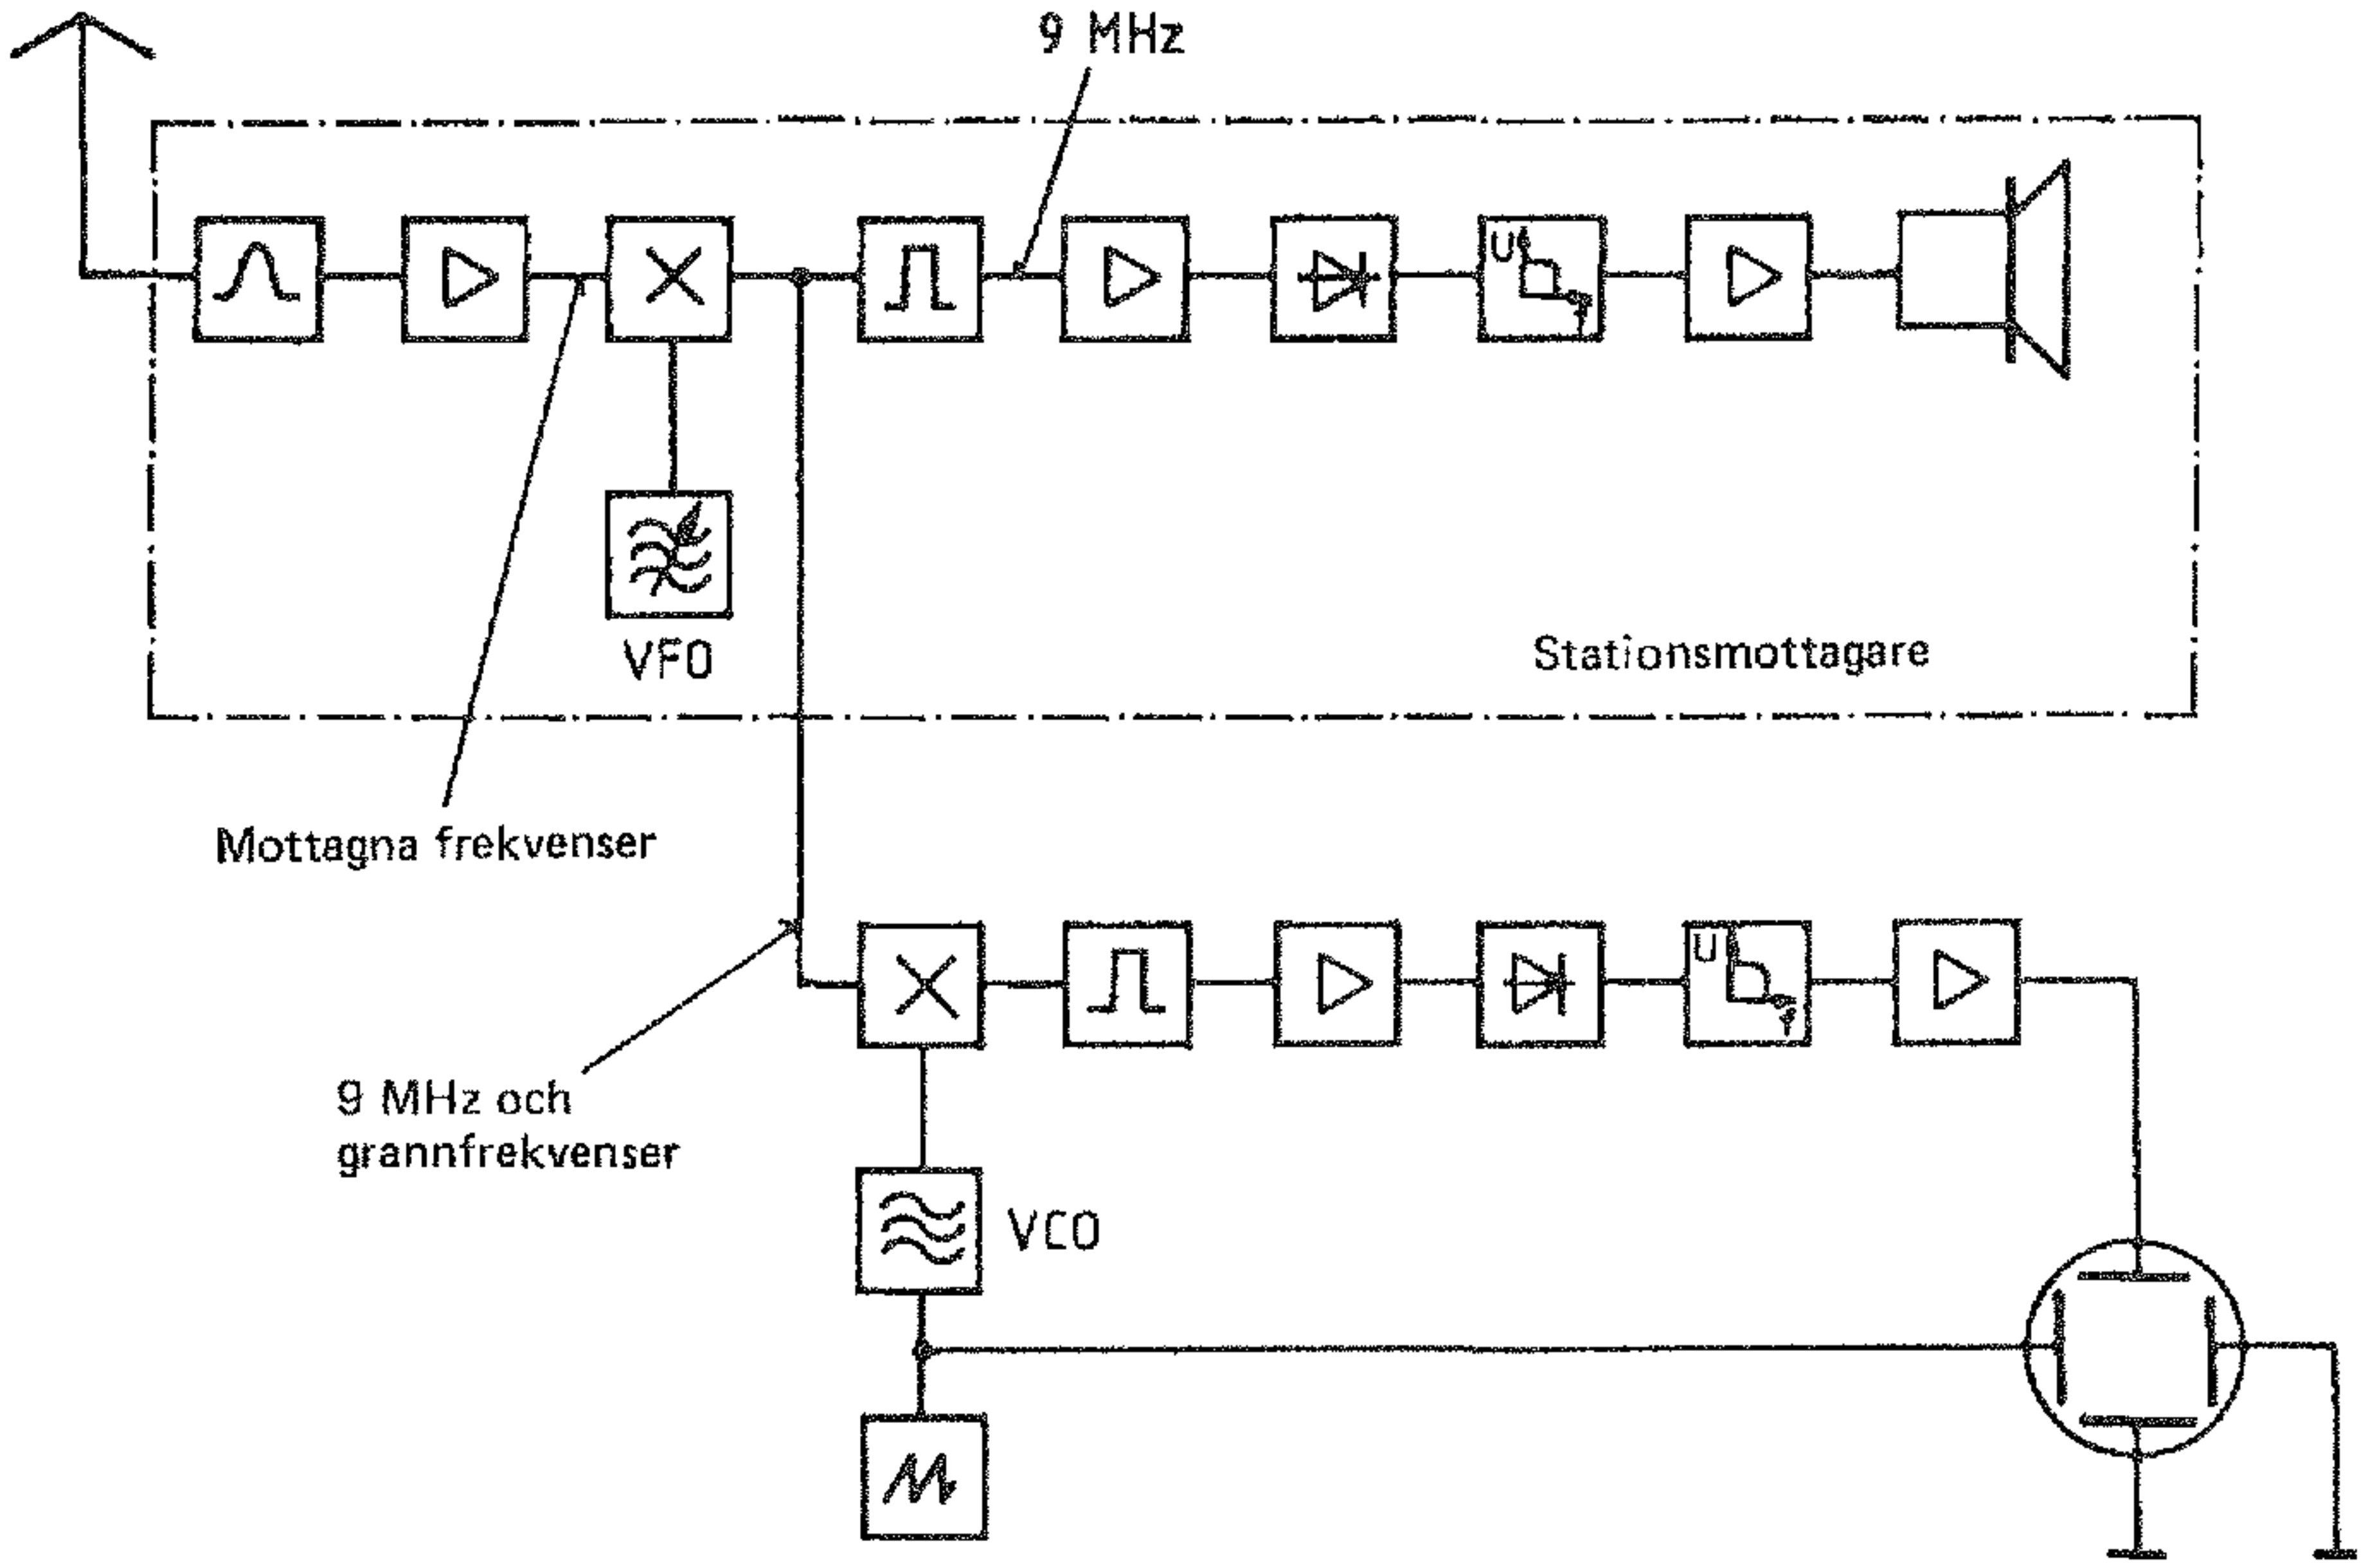 9 MHz
U
VFO
Stationsmottagare
Mottagna frekvenser
U
9 MHz och
grannfrekvenser
VCO